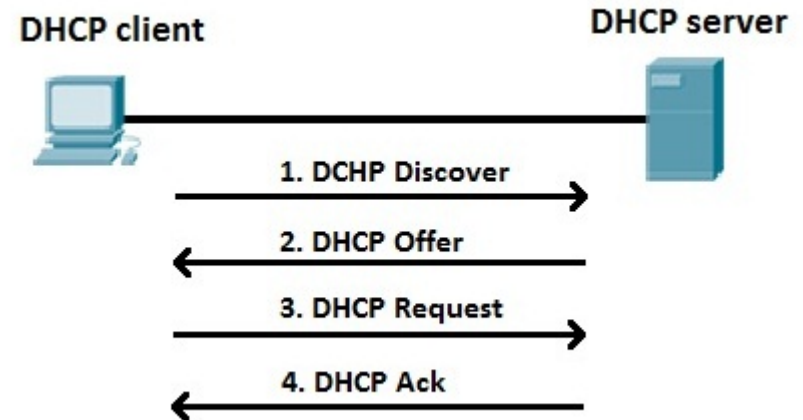 DHCP client
DHCP server
1. DCHP Discover
2. DHCP Offer
3. DHCP Request
4. DHCP Ack